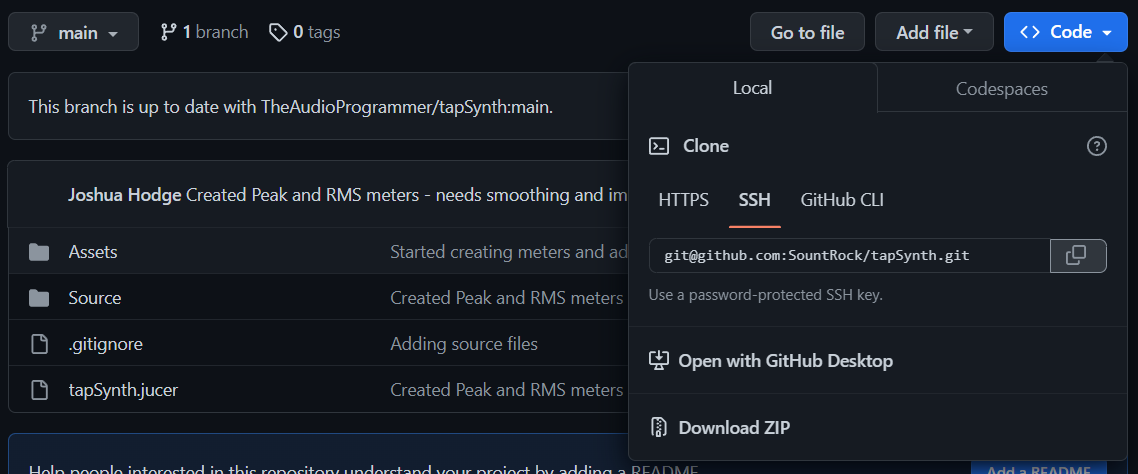 main 1 branch 0 tags Go to file Add file Code
This branch is up to date with TheAudioProgrammer/tapSynth:main.
Local Codespaces
Clone
Joshua Hodge Created Peak and RMS meters - needs smoothing and im
HTTPS SSH GitHub CLI
Assets Started creating meters and ad
git@github.com:SountRock/tapSynth.git
Source Created Peak and RMS meters
Use a password-protected SSH key.
.gitignore Adding source files
Open with GitHub Desktop
tapSynth.jucer Created Peak and RMS meters
Download ZIP
Help people interested in this repository understand your project by adding a README. Add a README